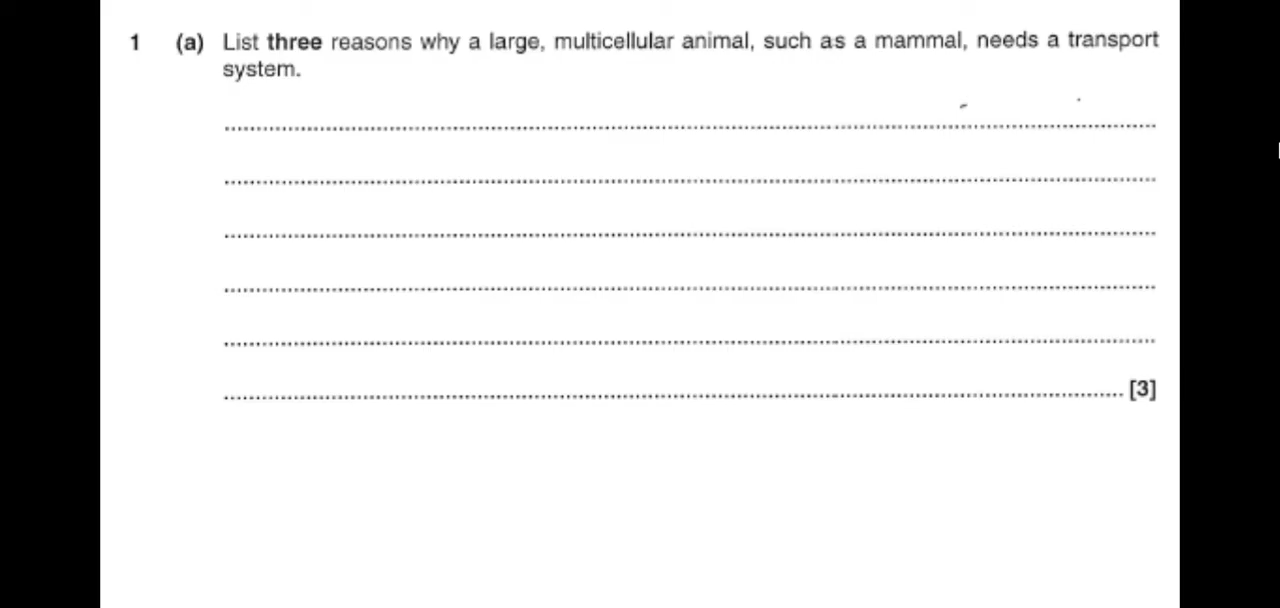 1 (a) List three reasons why a large, multicellular animal, such as a mammal, needs a transport
system.
[3]